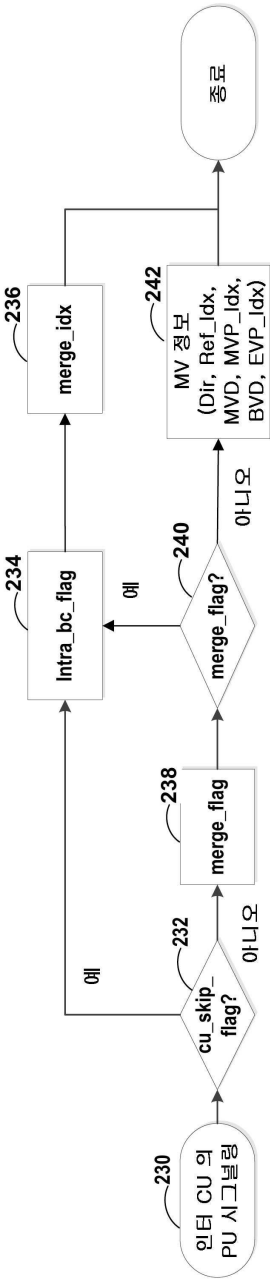 230
인터 CU 의
PU 시그널링
232
cu_skip_
flag?
예
아니오
238
merge_flag
240
merge_flag?
예
아니오
234
Intra_bc_flag
236
merge_idx
242
MV 정보
(Dir, Ref_Idx,
MVD, MVP_Idx,
BVD, EVP_Idx)
종료